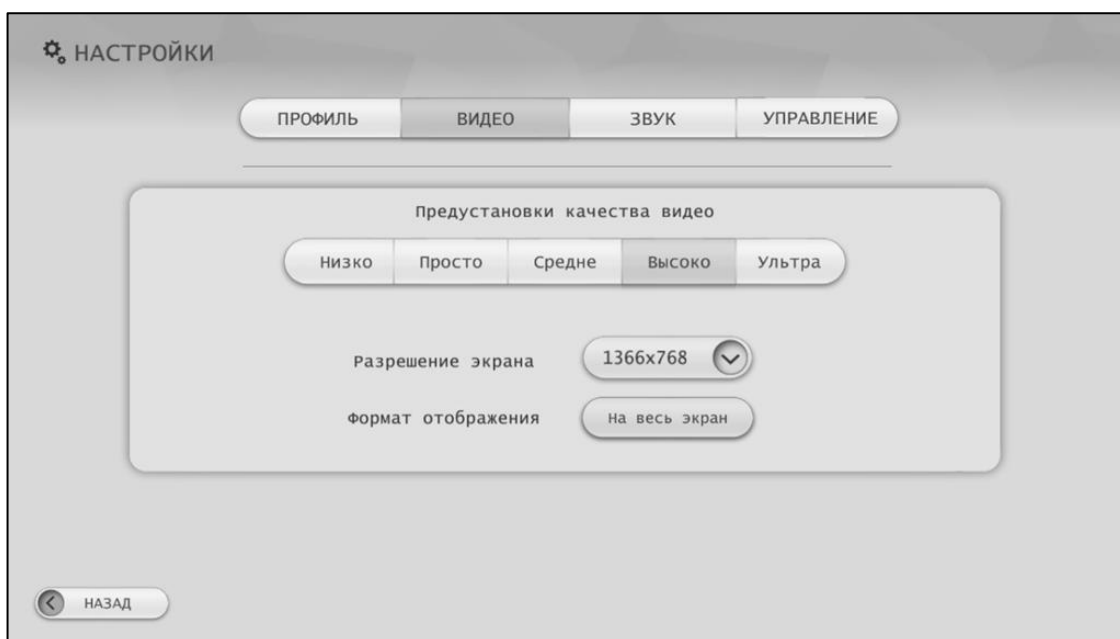 НАСТРОЙКИ
ПРОФИЛЬ ВИДЕО ЗВУК УПРАВЛЕНИЕ
Предустановки качества видео
Низко Просто Средне Высоко Ультра
Разрешение экрана 1366x768
Формат отображения На весь экран
НАЗАД